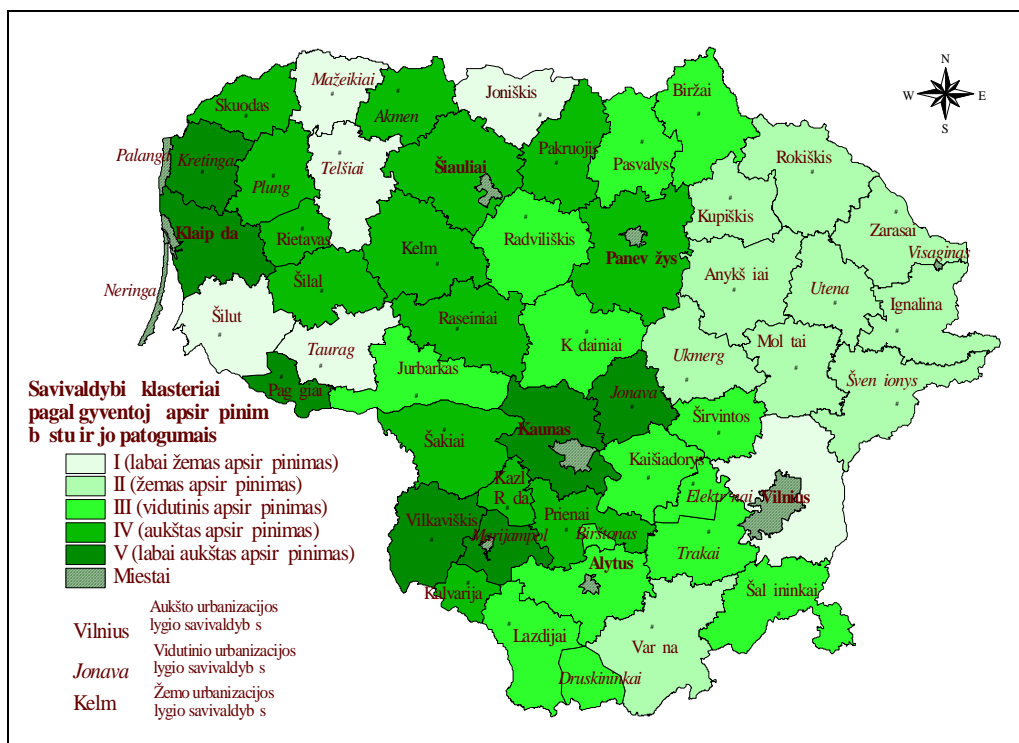 N
W E
S
Mažeikiai
Skuodas
Akmen
Joniškis
Biržai
Palanga
Kretinga
Plung
Telšiai
Šiauliai
Pakruojis
Pasvalys
Rokiškis
Kupiškis
Klaip da
Rietavas
Kelm
Radviliškis
Panev žys
Zarasai
Visaginas
Anykš iai
Utena
Ignalina
Neringa
Šilal
Šilut
Raseiniai
K dainiai
Taurag
Ukmerg
Mol tai
Jurbarkas
Šven ionys
Pag giai
Jonava
Širvintos
Šakiai
Kaunas
Kaišiadorys
Kazl
R da
Elektr nai
Vilnius
Vilkaviškis
Prienai
Marijampol
Birštonas
Trakai
Alytus
Kalvarija
Šal ininkai
Lazdijai
Var na
Druskininkai
Savivaldybi klasteriai
pagal gyventoj apsir pinim
b stu ir jo patogumais
I (labai žemas apsir pinimas)
II (žemas apsir pinimas)
III (vidutinis apsir pinimas)
IV (aukštas apsir pinimas)
V (labai aukštas apsir pinimas)
Miestai
Vilnius Aukšto urbanizacijos
lygio savivaldyb s
Jonava Vidutinio urbanizacijos
lygio savivaldyb s
Kelm Žemo urbanizacijos
lygio savivaldyb s